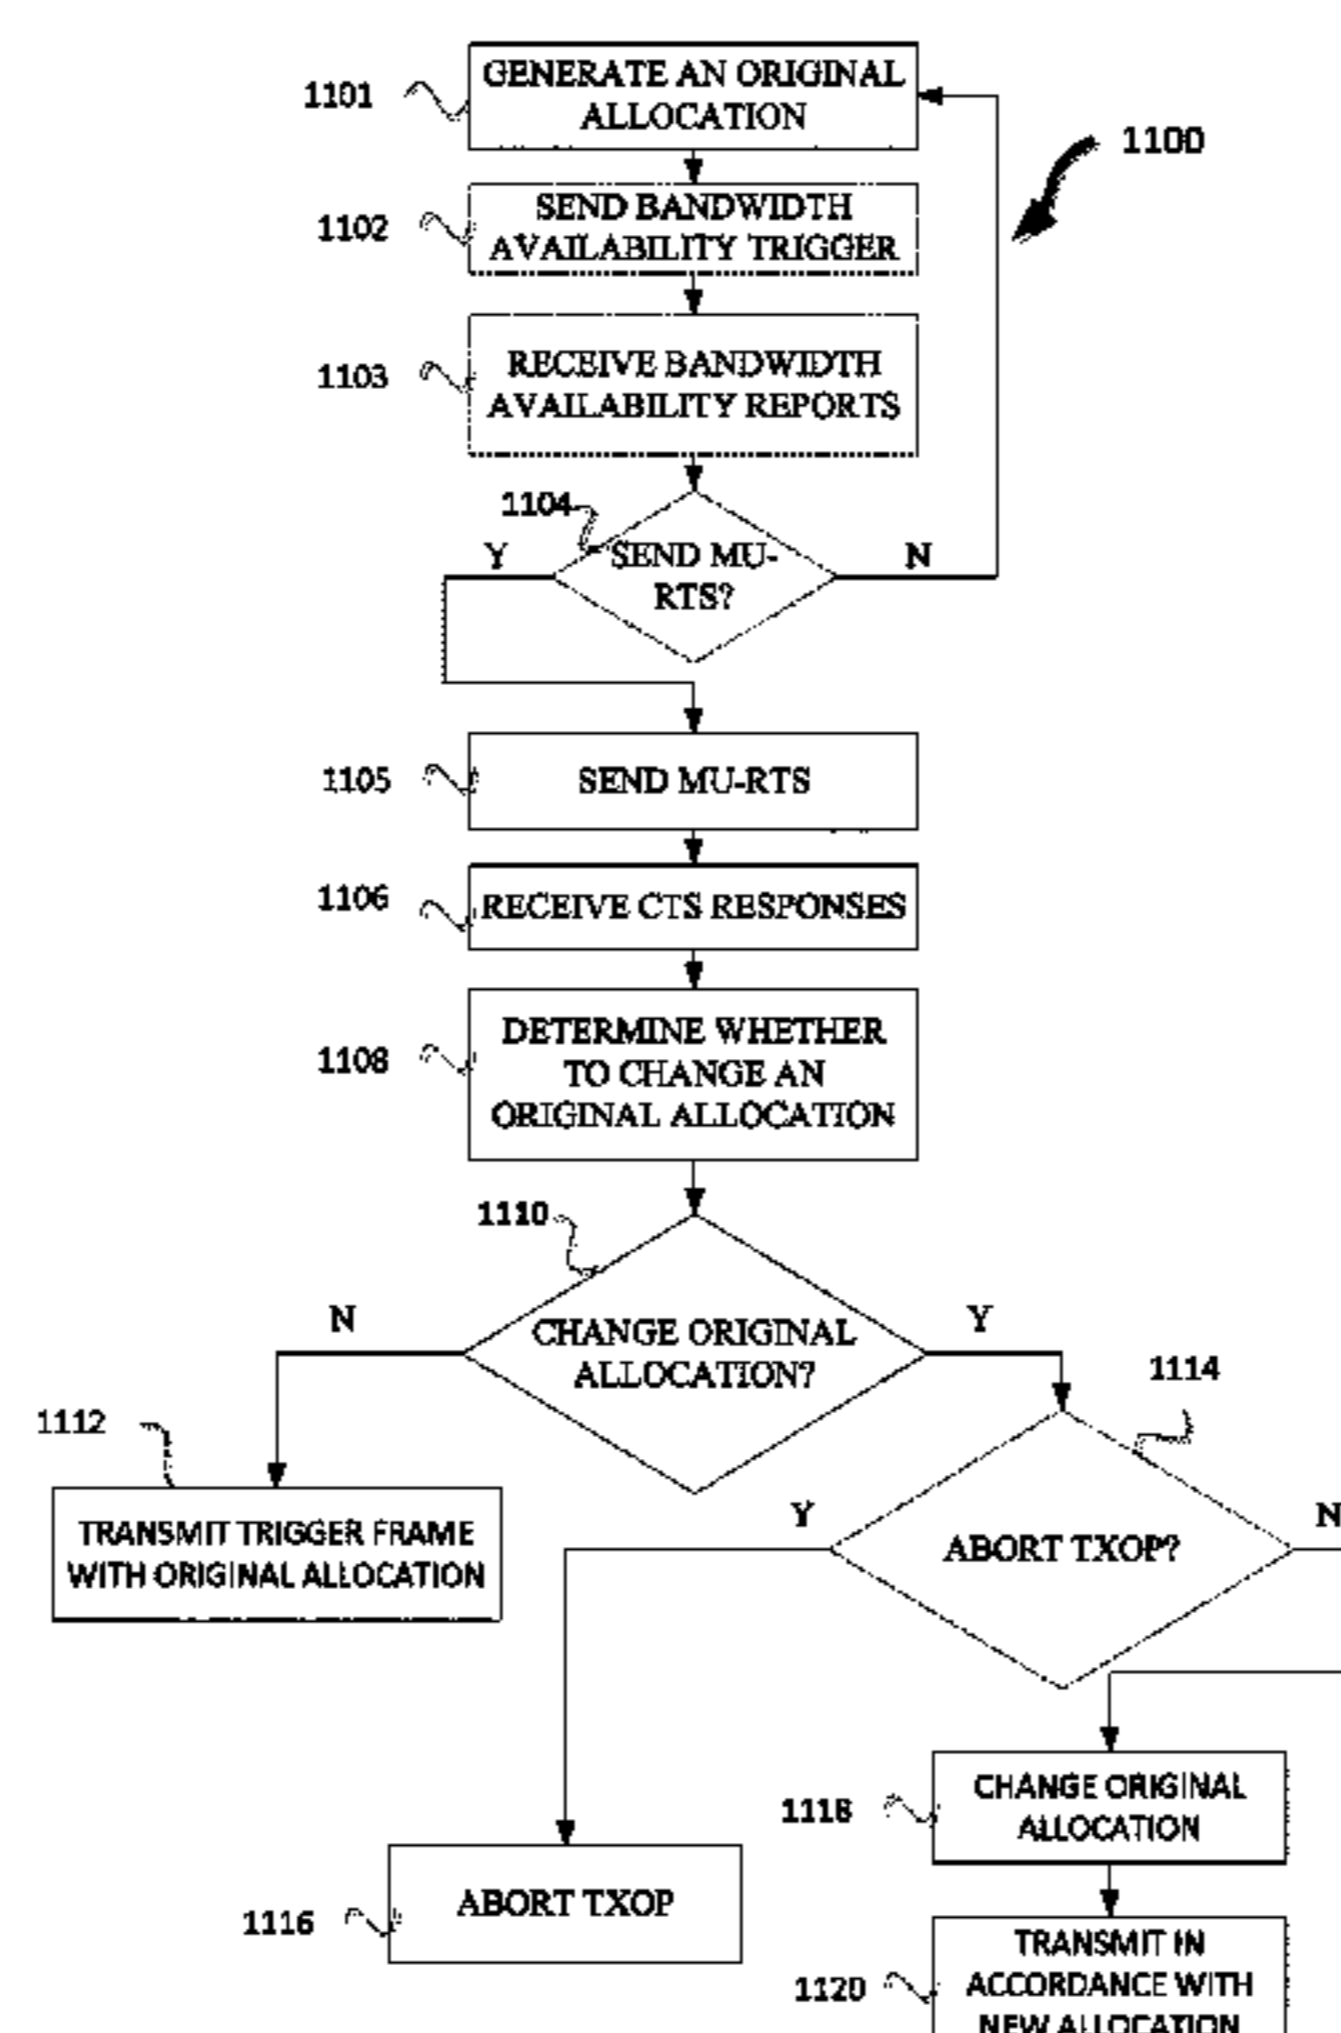 1101
GENERATE AN ORIGINAL
ALLOCATION
1100
1102
SEND BANDWIDTH
AVAILABILITY TRIGGER
1103
RECEIVE BANDWIDTH
AVAILABILITY REPORTS
1104
Y
SEND MU-
RTS?
N
1105
SEND MU-RTS
1106
RECEIVE CTS RESPONSES
1108
DETERMINE WHETHER
TO CHANGE AN
ORIGINAL ALLOCATION
1110
N
CHANGE ORIGINAL
ALLOCATION?
Y
1114
1112
TRANSMIT TRIGGER FRAME
WITH ORIGINAL ALLOCATION
Y
ABORT TXOP?
N
1118
CHANGE ORIGINAL
ALLOCATION
1116
ABORT TXOP
1120
TRANSMIT IN
ACCORDANCE WITH
NEW ALLOCATION